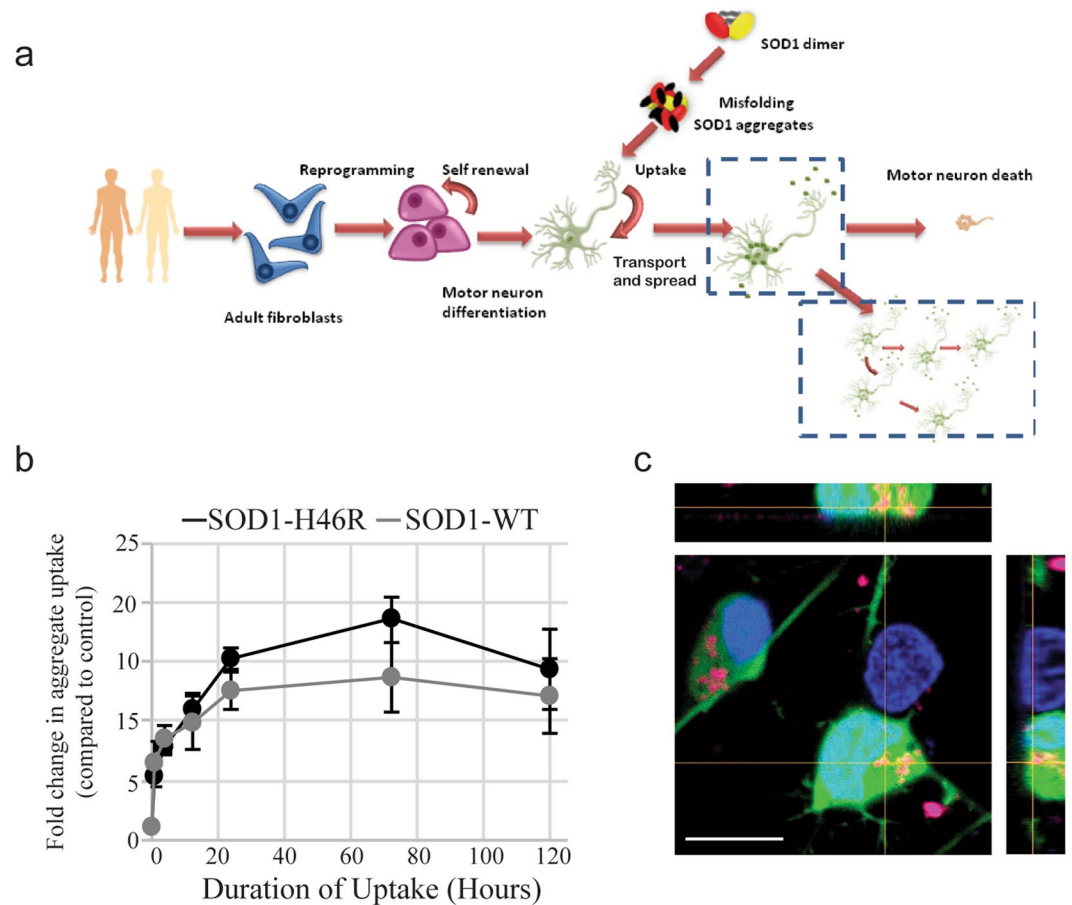 a
SOD1 dimer
Misfolding
SOD1 aggregates
Reprogramming
Self renewal
Uptake
Motor neuron death
Transport
and spread
Adult fibroblasts
Motor neuron
differentiation
b
SOD1-H46R
SOD1-WT
Fold change in aggregate uptake
(compared to control)
25
20
10
15
5
0
0
20
40
60
80
100
120
Duration of Uptake (Hours)
c